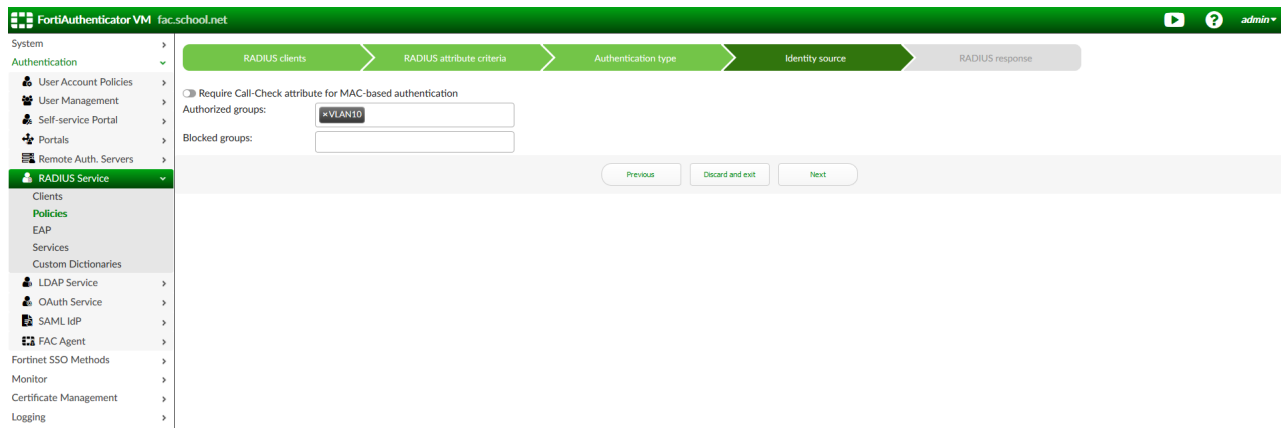 FortiAuthenticator VM fac.school.net
admin
System
Authentication
User Account Policies
User Management
Self-service Portal
Portals
Remote Auth. Servers
RADIUS Service
Clients
Policies
EAP
Services
Custom Dictionaries
LDAP Service
OAuth Service
SAML IdP
FAC Agent
Fortinet SSO Methods
Monitor
Certificate Management
Logging
RADIUS clients
RADIUS attribute criteria
Authentication type
Identity source
RADIUS response
Require Call-Check attribute for MAC-based authentication
Authorized groups:
×VLAN10
Blocked groups:
Previous
Discard and exit
Next